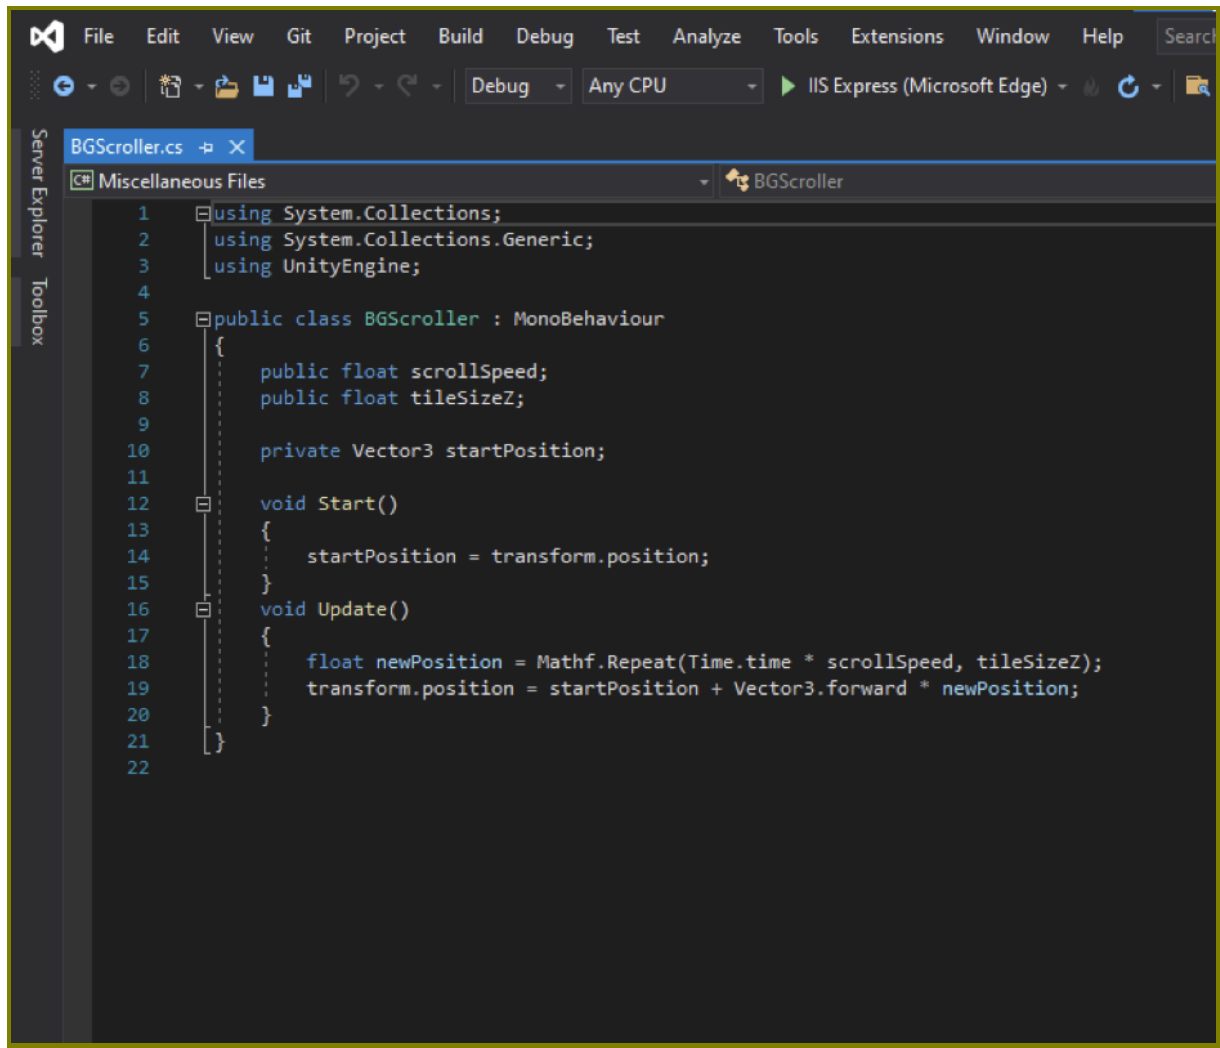 File Edit View Git Project Build Debug Test Analyze Tools Extensions Window Help Search
Debug Any CPU IIS Express (Microsoft Edge)
Server Explorer
Toolbox
BGScroller.cs
C# Miscellaneous Files BGScroller
1 using System.Collections;
2 using System.Collections.Generic;
3 using UnityEngine;
4
5 public class BGScroller : MonoBehaviour
6 {
7 public float scrollSpeed;
8 public float tileSizeZ;
9
10 private Vector3 startPosition;
11
12 void Start()
13 {
14 startPosition = transform.position;
15 }
16 void Update()
17 {
18 float newPosition = Mathf.Repeat(Time.time * scrollSpeed, tileSizeZ);
19 transform.position = startPosition + Vector3.forward * newPosition;
20 }
21 }
22